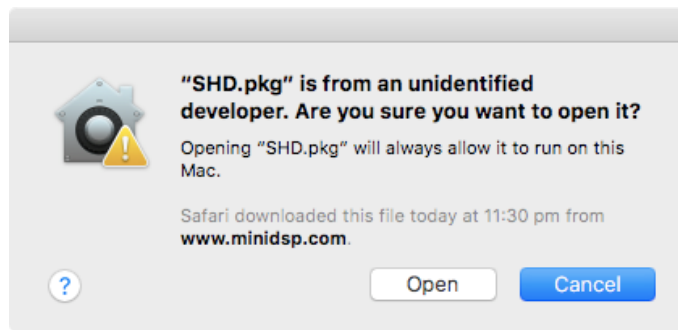 “SHD.pkg” is from an unidentified
developer. Are you sure you want to open it?
Opening “SHD.pkg” will always allow it to run on this
Mac.
Safari downloaded this file today at 11:30 pm from
www.minidsp.com.
?
Open
Cancel